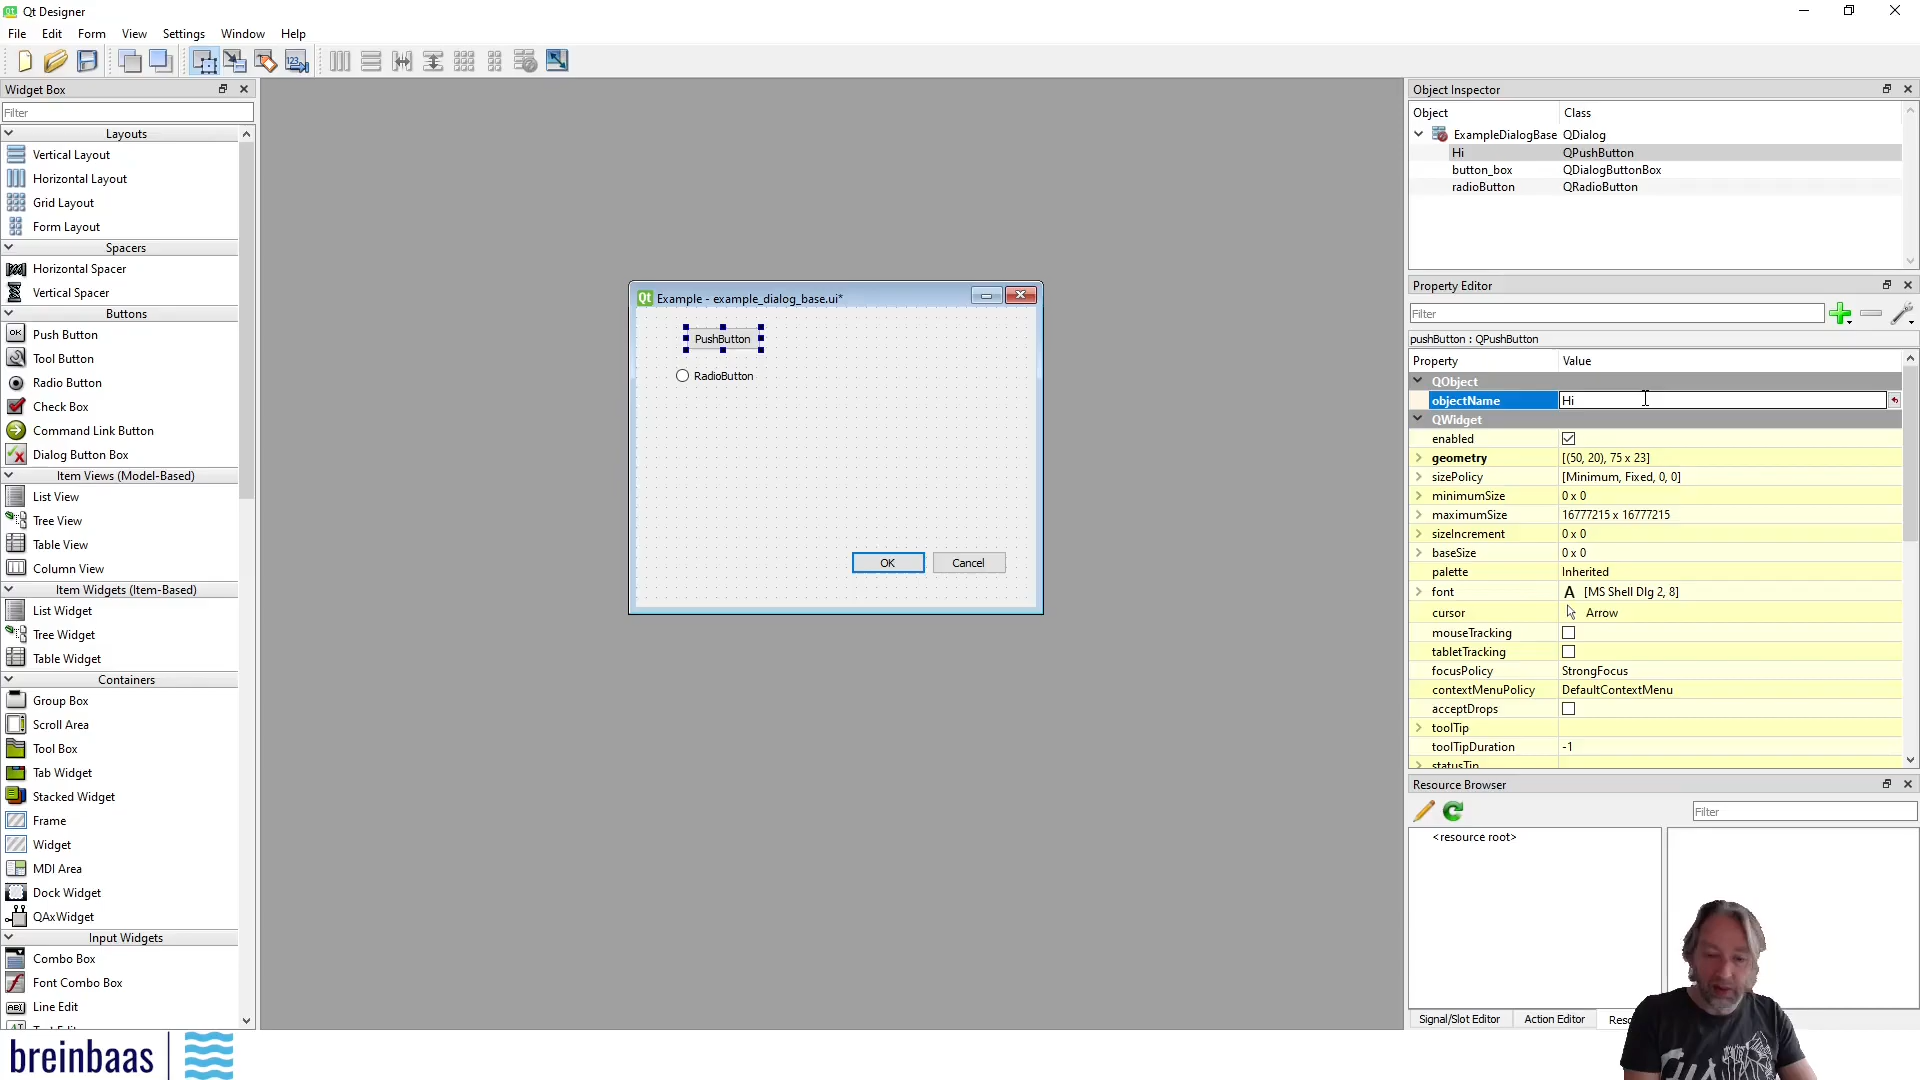 Qt Designer
File Edit Form View Settings Window Help
Widget Box
Filter
Layouts
Vertical Layout
Horizontal Layout
Grid Layout
Form Layout
Spacers
Horizontal Spacer
Vertical Spacer
Buttons
Push Button
Tool Button
Radio Button
Check Box
Command Link Button
Dialog Button Box
Item Views (Model-Based)
List View
Tree View
Table View
Column View
Item Widgets (Item-Based)
List Widget
Tree Widget
Table Widget
Containers
Group Box
Scroll Area
Tool Box
Tab Widget
Stacked Widget
Frame
Widget
MDI Area
Dock Widget
QAxWidget
Input Widgets
Combo Box
Font Combo Box
Line Edit
Example - example_dialog_base.ui*
PushButton
RadioButton
OK Cancel
Object Inspector
Object Class
ExampleDialogBase QDialog
Hi QPushButton
button_box QDialogButtonBox
radioButton QRadioButton
Property Editor
Filter
pushButton : QPushButton
Property Value
QObject
objectName Hi
QWidget
enabled
geometry [(50, 20), 75 x 23]
sizePolicy [Minimum, Fixed, 0, 0]
minimumSize 0 x 0
maximumSize 16777215 x 16777215
sizeIncrement 0 x 0
baseSize 0 x 0
palette Inherited
font A [MS Shell Dlg 2, 8]
cursor Arrow
mouseTracking
tabletTracking
focusPolicy StrongFocus
contextMenuPolicy DefaultContextMenu
acceptDrops
toolTip
toolTipDuration -1
statusTip
Resource Browser
Filter
<resource root>
Signal/Slot Editor Action Editor
breinbaas